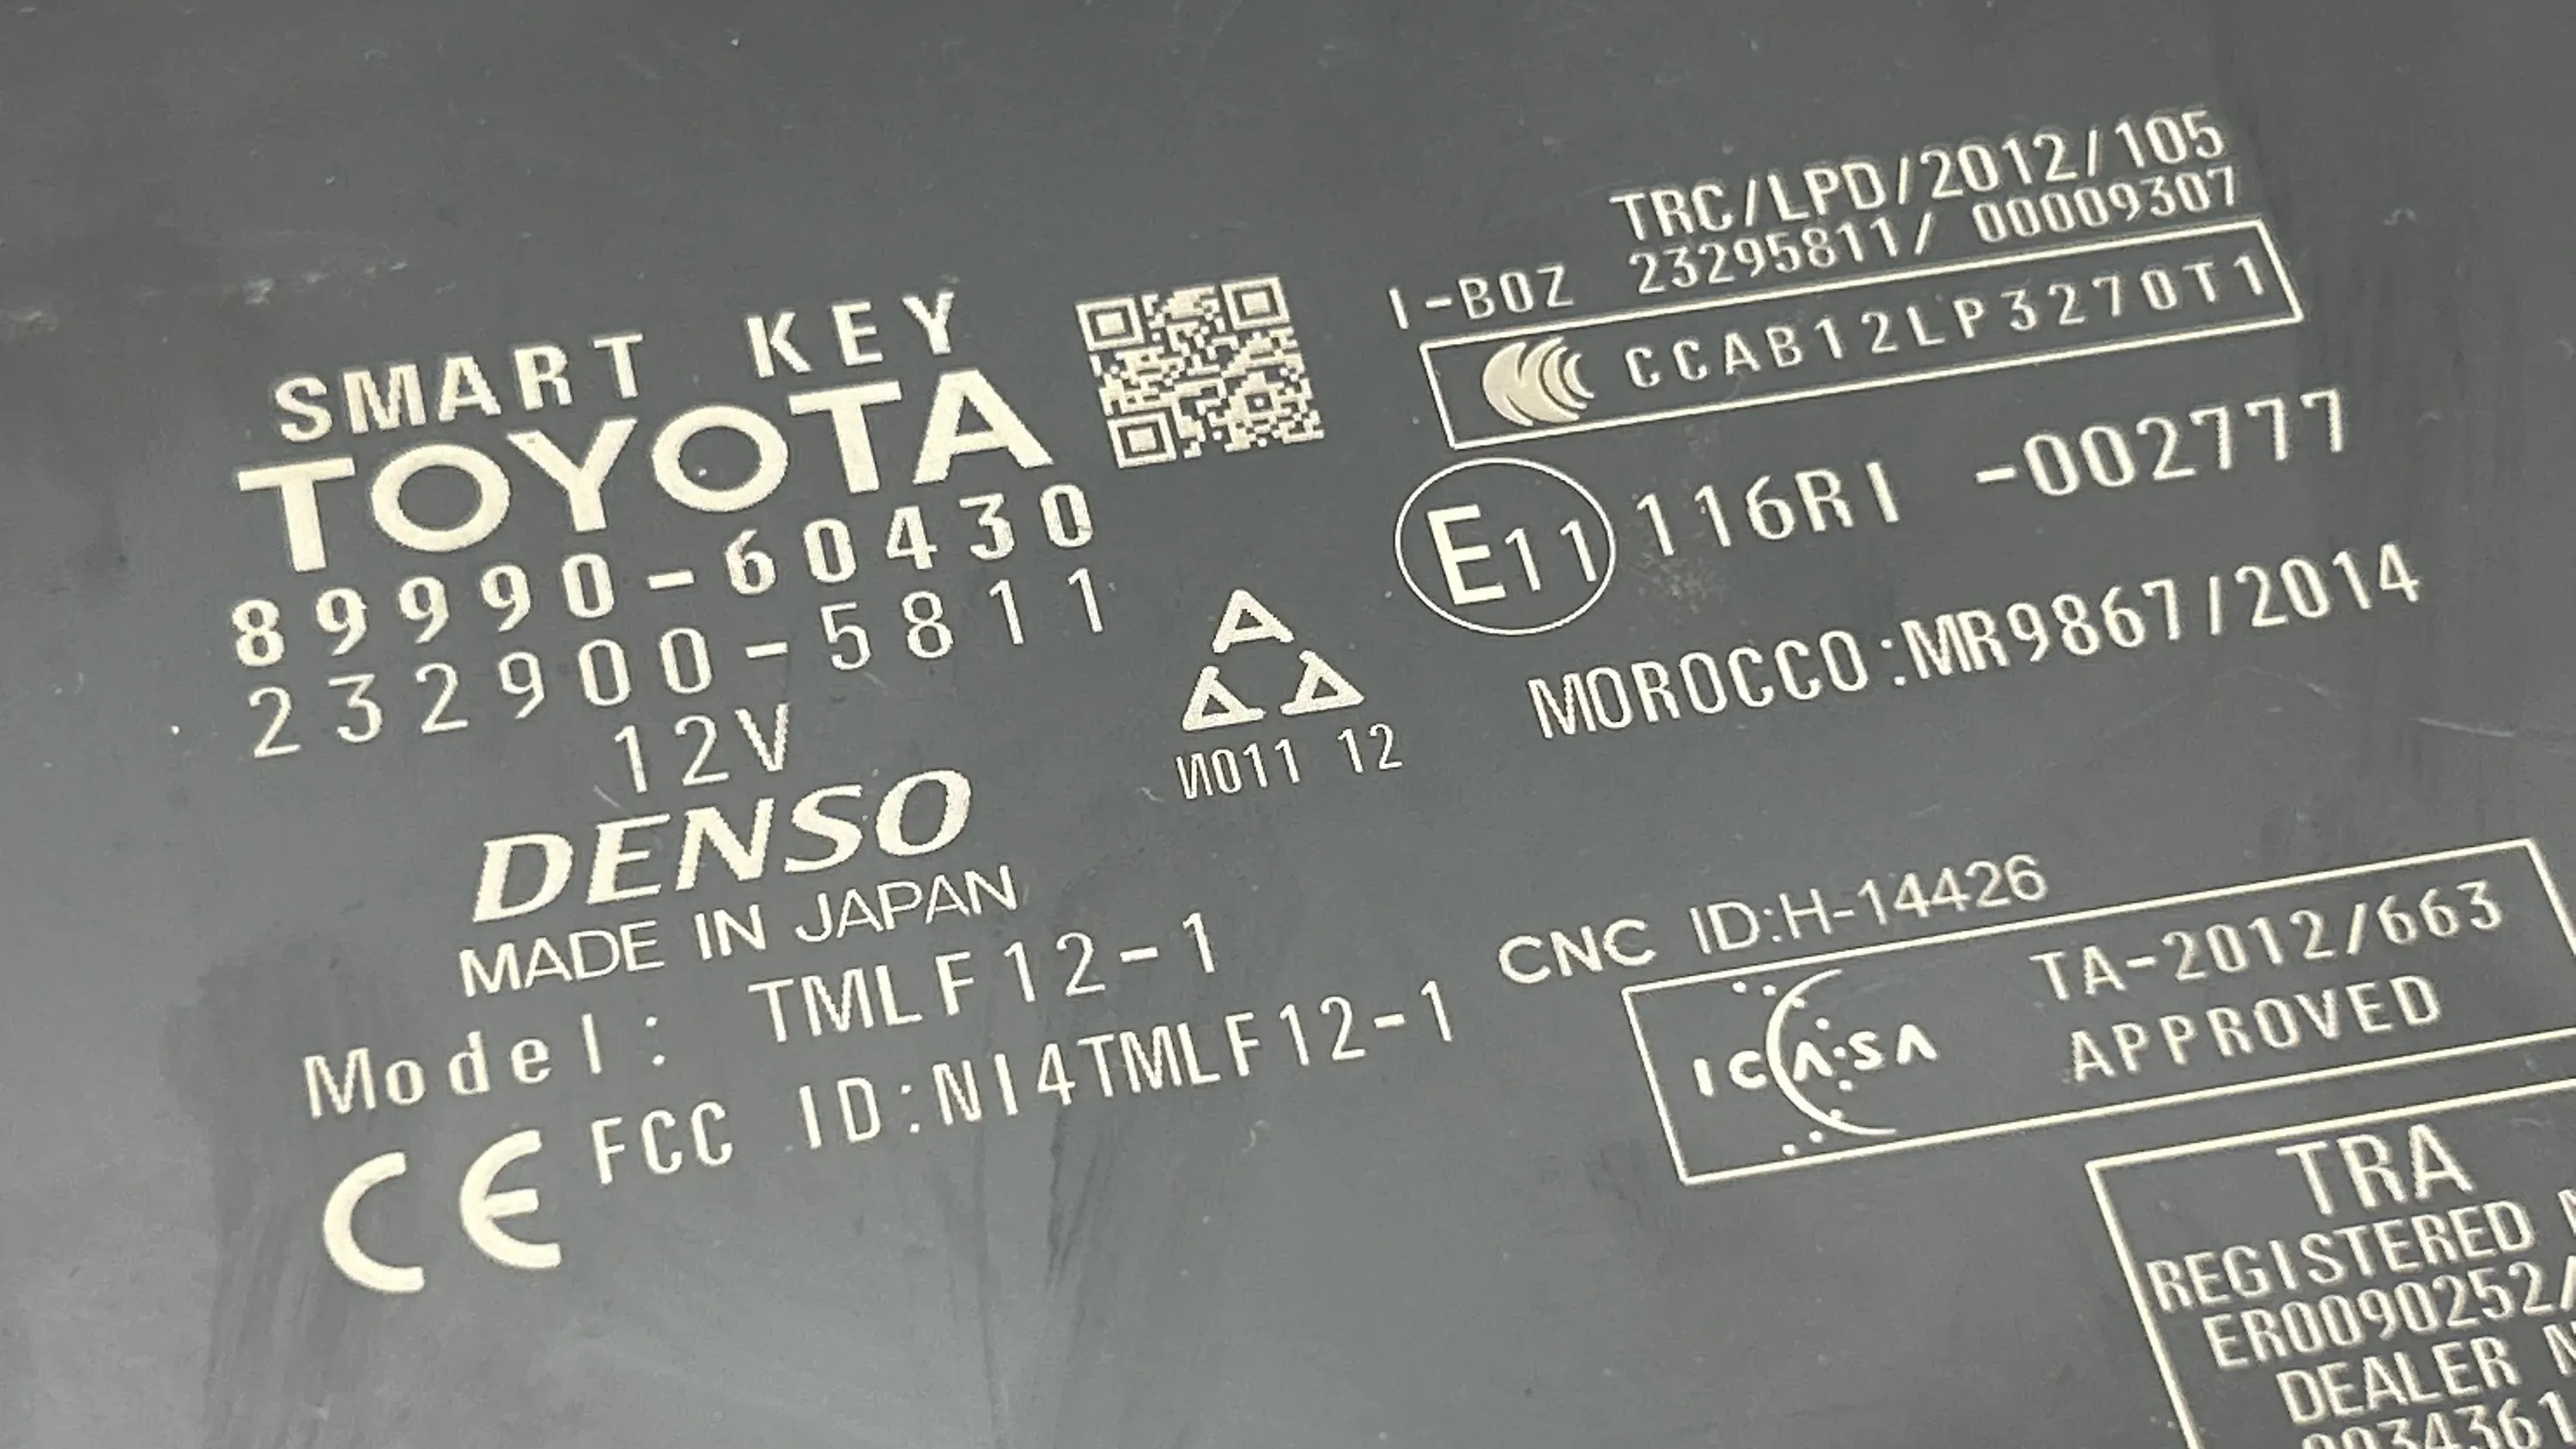 SMART KEY
TOYOTA
89990-60430
232900-5811
12V
DENSO
MADE IN JAPAN
Model: TMLF12-1
CE FCC ID:NI4TMLF12-1
A
A A
И011 12
TRC/LPD/2012/105
I-BOZ 23295811/ 00009307
CCC CCAB12LP3270T1
E11 116RI -002777
MOROCCO:MR9867/2014
CNC ID:H-14426
ICASA
TA-2012/663
APPROVED
TRA
REGISTERED
ER0090252/
DEALER